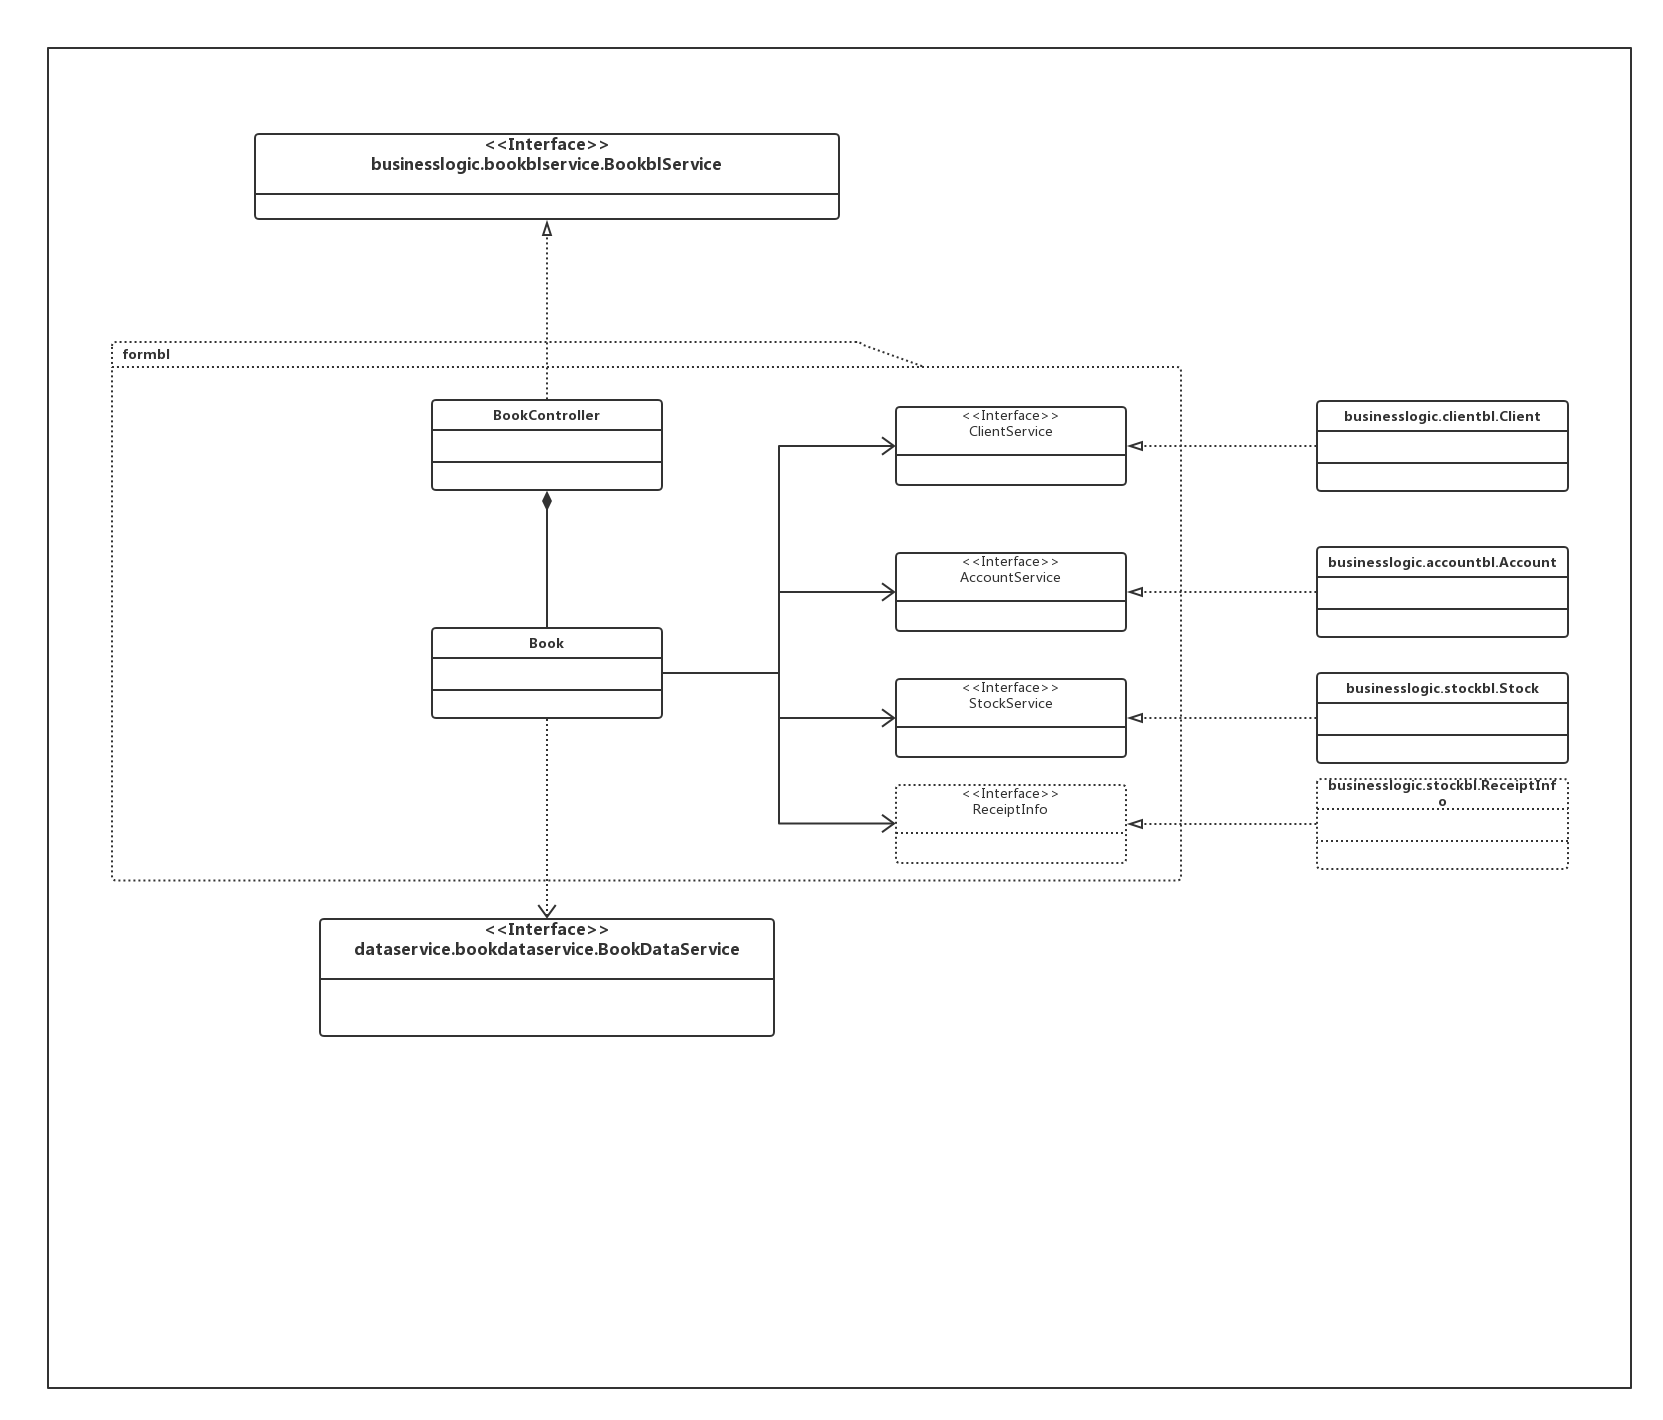 <<Interface>>
businesslogic.bookblservice.BookblService
formbl
BookController
<<Interface>>
ClientService
businesslogic.clientbl.Client
<<Interface>>
AccountService
businesslogic.accountbl.Account
Book
<<Interface>>
StockService
businesslogic.stockbl.Stock
<<Interface>>
ReceiptInfo
businesslogic.stockbl.ReceiptInf
o
<<Interface>>
dataservice.bookdataservice.BookDataService